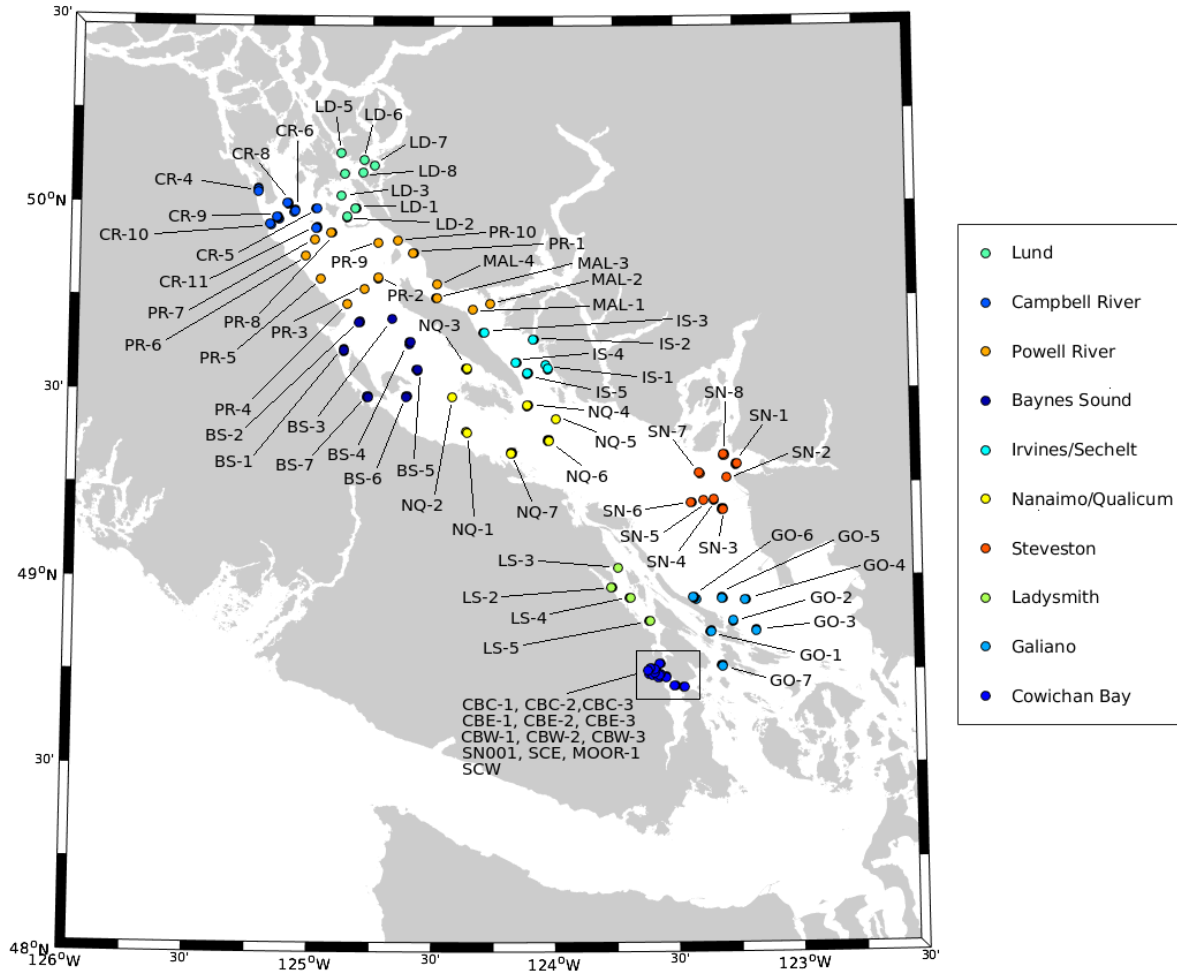 30'
LD-5
LD-6
CR-6
LD-7
CR-8
LD-8
CR-4
50°N
LD-3
CR-9
LD-1
CR-10
LD-2
PR-10
CR-5
PR-1
PR-9
MAL-4
MAL-3
CR-11
MAL-2
PR-2
PR-7
MAL-1
PR-8
IS-3
NQ-3
PR-3
PR-6
IS-2
PR-5
IS-4
IS-1
30'
IS-5
SN-8
PR-4
NQ-4
SN-1
BS-3
SN-7
BS-2
NQ-5
SN-2
BS-4
BS-1
BS-7
BS-5
BS-6
NQ-6
NQ-2
SN-6
NQ-7
NQ-1
SN-5
SN-3
SN-4
GO-6
GO-5
LS-3
GO-4
49°N
LS-2
GO-2
LS-4
GO-3
LS-5
GO-1
GO-7
CBC-1, CBC-2,CBC-3
CBE-1, CBE-2, CBE-3
CBW-1, CBW-2, CBW-3
SN001, SCE, MOOR-1
SCW
30'
48°N
126°W
30'
125°W
30'
124°W
30'
123°W
30'
Lund
Campbell River
Powell River
Baynes Sound
Irvines/Sechelt
Nanaimo/Qualicum
Steveston
Ladysmith
Galiano
Cowichan Bay